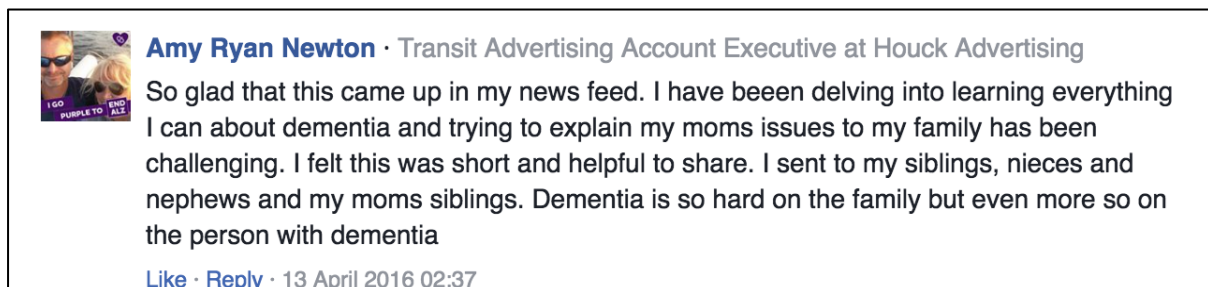 Amy Ryan Newton · Transit Advertising Account Executive at Houck Advertising
I GO
PURPLE TO
END
ALZ
So glad that this came up in my news feed. I have beeen delving into learning everything
I can about dementia and trying to explain my moms issues to my family has been
challenging. I felt this was short and helpful to share. I sent to my siblings, nieces and
nephews and my moms siblings. Dementia is so hard on the family but even more so on
the person with dementia
Like · Reply · 13 April 2016 02:37